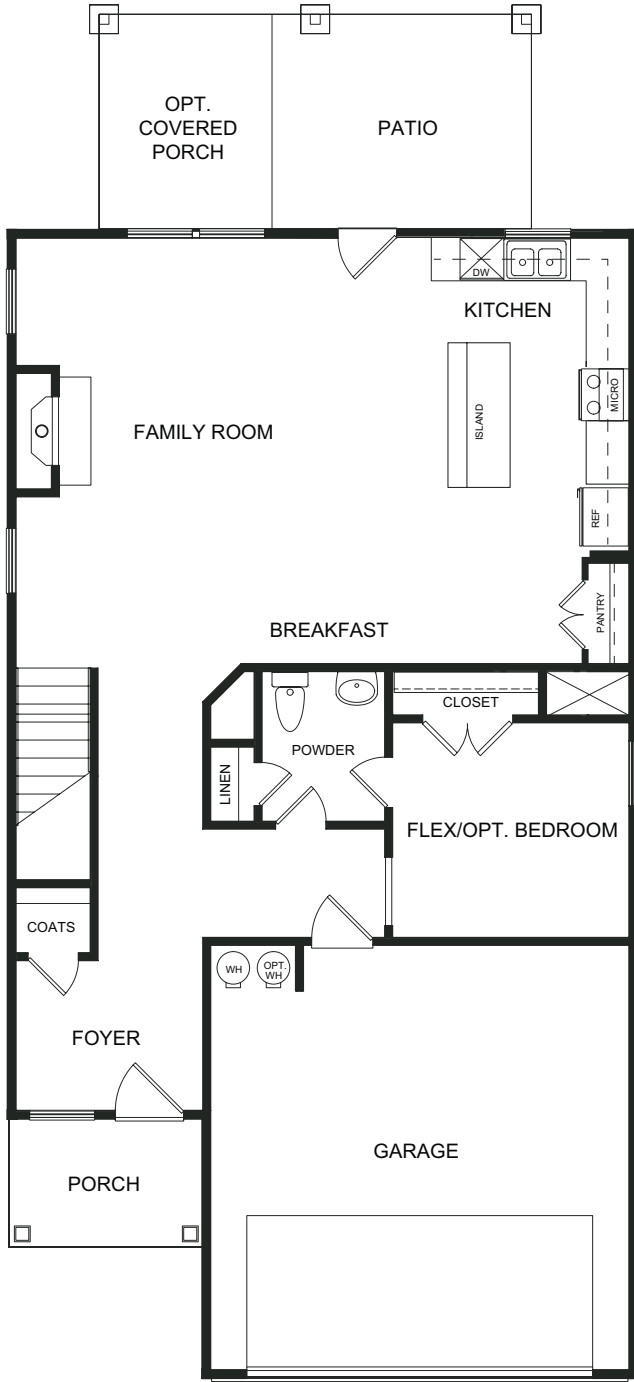 OPT.
COVERED
PORCH
PATIO
DW
KITCHEN
MICRO
ISLAND
FAMILY ROOM
REF
PANTRY
BREAKFAST
CLOSET
POWDER
LINEN
FLEX/OPT. BEDROOM
COATS
WH
OPT.
WH
FOYER
GARAGE
PORCH